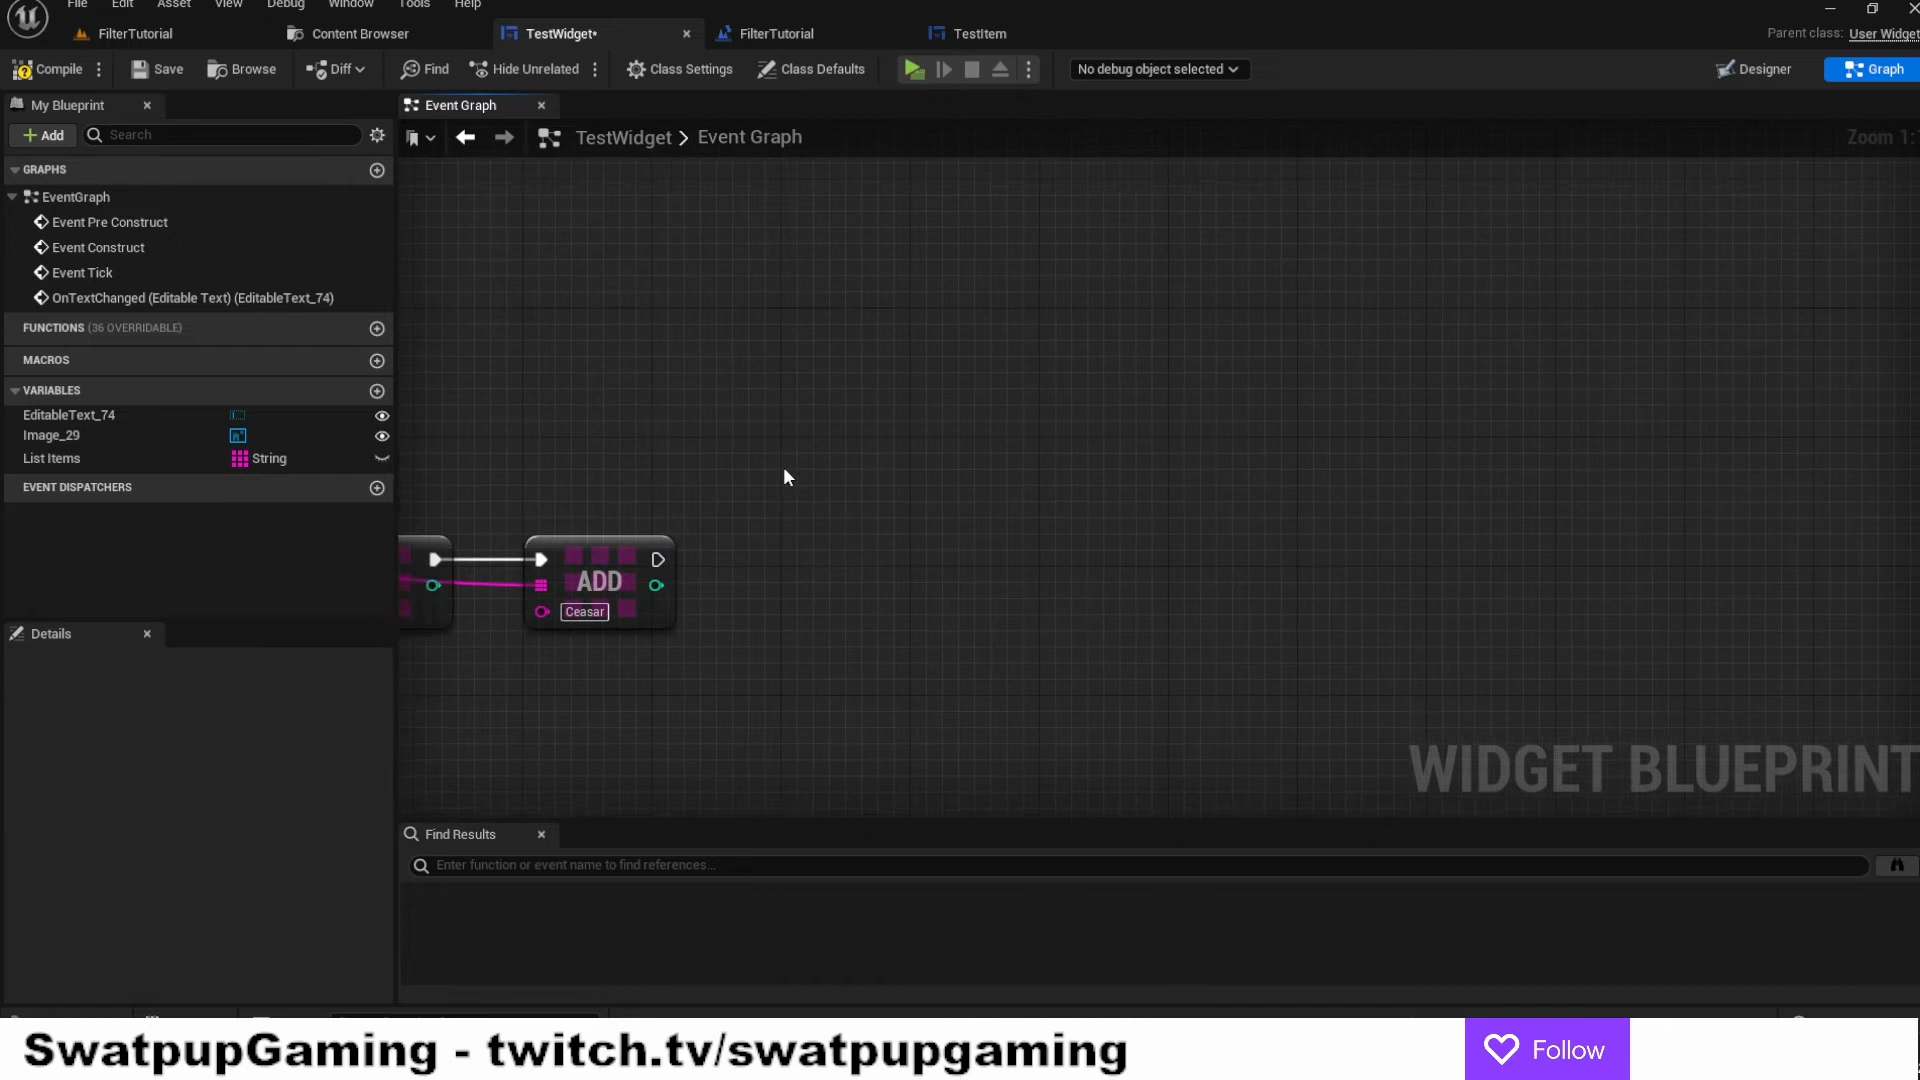 File Edit Asset View Debug Window Tools Help
FilterTutorial Content Browser TestWidget* FilterTutorial TestItem Parent class: User Widget
Compile Save Browse Diff Find Hide Unrelated Class Settings Class Defaults No debug object selected Designer Graph
My Blueprint Event Graph
Add Search TestWidget > Event Graph Zoom 1:
GRAPHS
EventGraph
Event Pre Construct
Event Construct
Event Tick
OnTextChanged (Editable Text) (EditableText_74)
FUNCTIONS (36 OVERRIDABLE)
MACROS
VARIABLES
EditableText_74
Image_29
List Items String
EVENT DISPATCHERS
ADD
Ceasar
Details
WIDGET BLUEPRINT
Find Results
Enter function or event name to find references...
SwatpupGaming - twitch.tv/swatpupgaming Follow